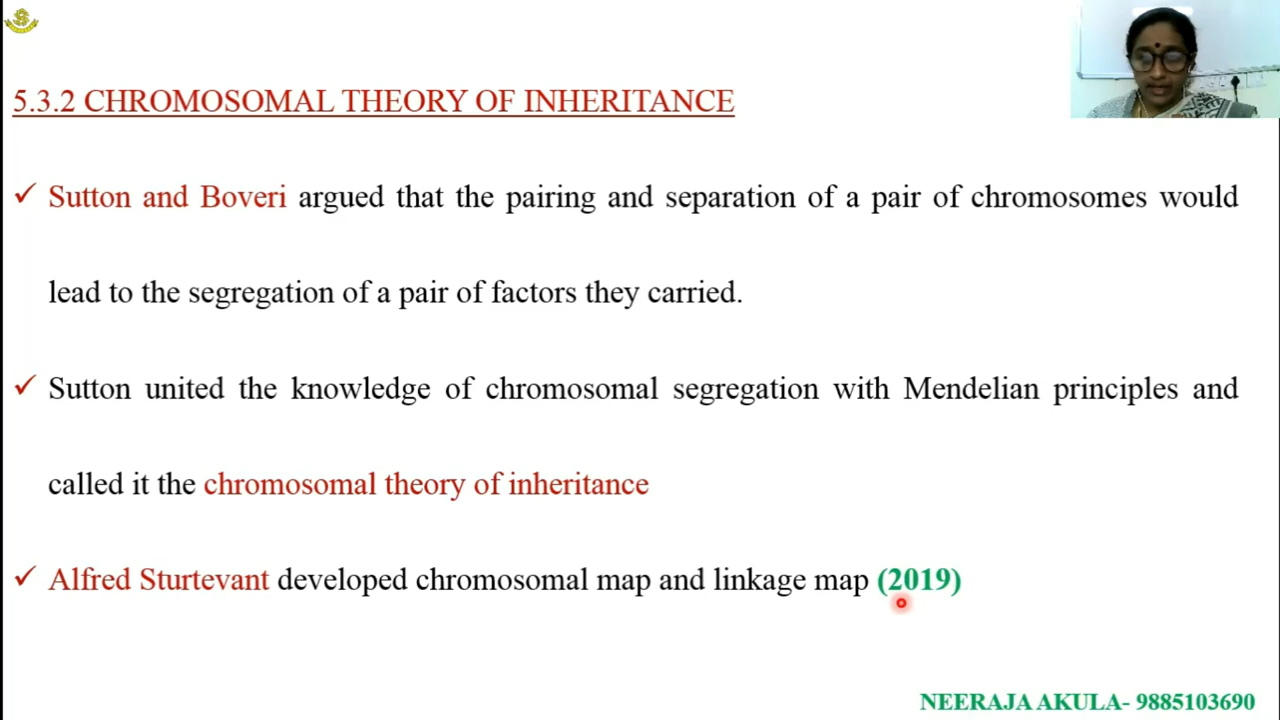 5.3.2 CHROMOSOMAL THEORY OF INHERITANCE
✓ Sutton and Boveri argued that the pairing and separation of a pair of chromosomes would
lead to the segregation of a pair of factors they carried.
✓ Sutton united the knowledge of chromosomal segregation with Mendelian principles and
called it the chromosomal theory of inheritance
✓ Alfred Sturtevant developed chromosomal map and linkage map (2019)
NEERAJA AKULA- 9885103690